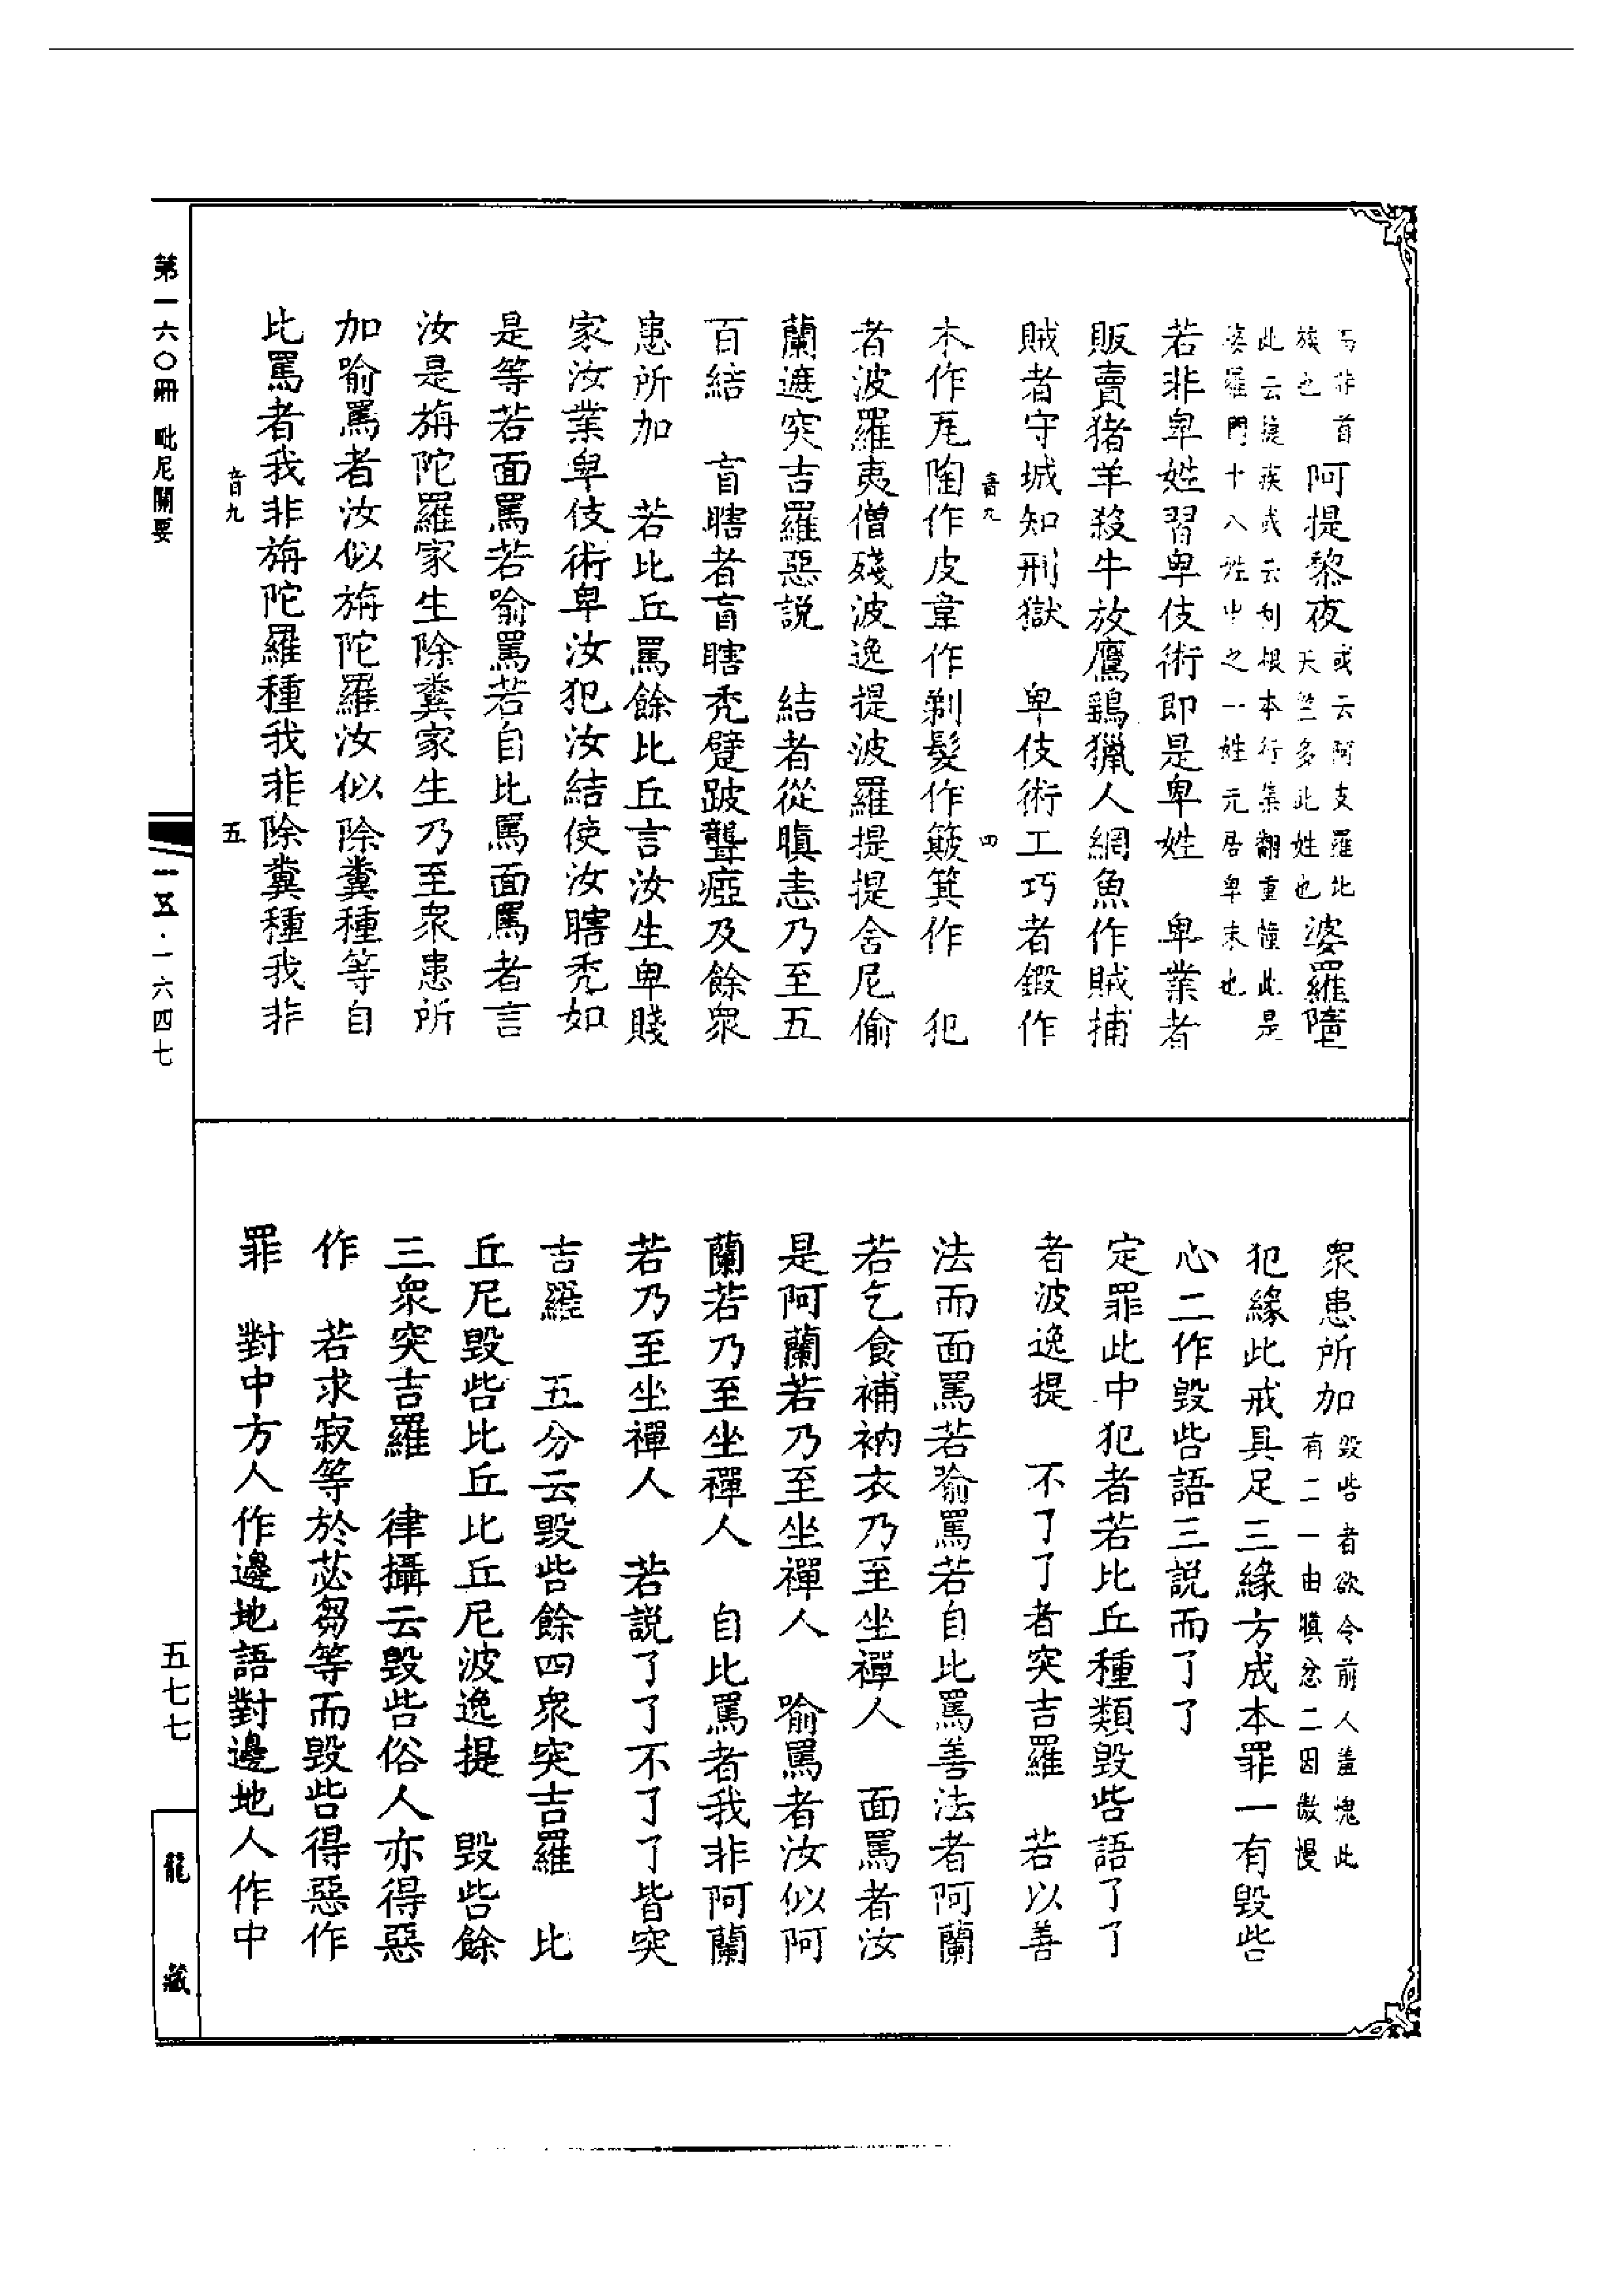 為非首族也阿提黎夜或云阿支羅此天竺多此姓也婆羅墮
此云捷疾或云利根本行集翻重幢此是婆羅門十八姓中之一姓元居卑末也
若非卑姓習卑伎術即是卑姓　卑業者
販賣猪羊殺牛放鷹鷂獵人網魚作賊捕
賊者守城知刑獄　卑伎術工巧者鍛作
木作瓦陶作皮韋作剃髮作簸箕作　犯
者波羅夷僧殘波逸提波羅提提舍尼偷
蘭遮突吉羅惡説　結者從瞋恚乃至五
百結　盲瞎者盲瞎禿躄跛聾瘂及餘衆
患所加　若比丘罵餘比丘言汝生卑賤
家汝業卑伎術卑汝犯汝結使汝瞎禿如
是等若面罵若喻罵若自比罵面罵者言
汝是旃陀羅家生除糞家生乃至衆患所
加喻罵者汝似旃陀羅汝似除糞種等自
比罵者我非旃陀羅種我非除糞種我非
衆患所加毀呰者欲令前人羞愧此有二一由瞋忿二因傲慢
犯緣此戒具足三緣方成本罪一有毀呰
心二作毀呰語三説而了了
定罪此中犯者若比丘種類毀呰語了了
者波逸提　不了了者突吉羅　若以善
法而面罵若喻罵若自比罵善法者阿蘭
若乞食補衲衣乃至坐禪人　面罵者汝
是阿蘭若乃至坐禪人　喻罵者汝似阿
蘭若乃至坐禪人　自比罵者我非阿蘭
若乃至坐禪人　若説了了不了了皆突
吉羅　五分云毀呰餘四衆突吉羅　比
丘尼毀呰比丘比丘尼波逸提　毀呰餘
三衆突吉羅　律攝云毀呰俗人亦得惡
作　若求寂等於苾芻等而毀呰得惡作
罪　對中方人作邊地語對邊地人作中
音九　四
音九　五
第一六〇冊　毗尼關要
一五·一六四七
五七七
龍藏